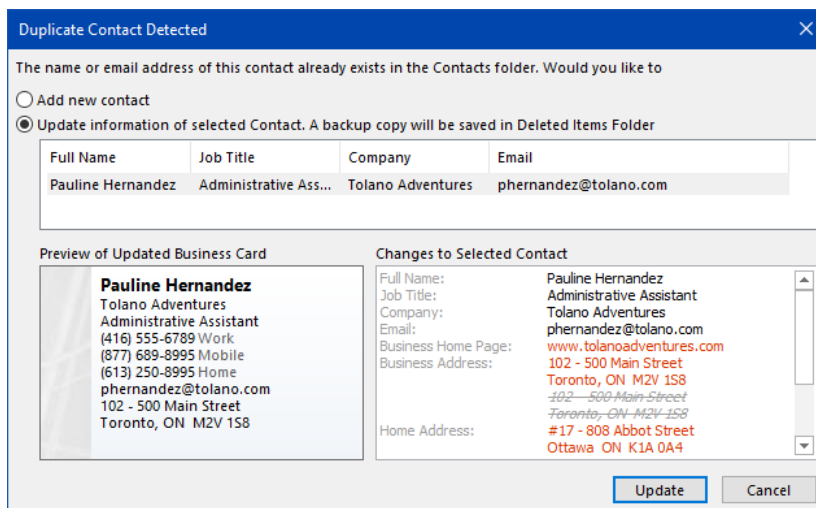 Duplicate Contact Detected
The name or email address of this contact already exists in the Contacts folder. Would you like to
Add new contact
Update information of selected Contact. A backup copy will be saved in Deleted Items Folder
Full Name Job Title Company Email
Pauline Hernandez Administrative Ass... Tolano Adventures phernandez@tolano.com
Preview of Updated Business Card
Pauline Hernandez
Tolano Adventures
Administrative Assistant
(416) 555-6789 Work
(877) 689-8995 Mobile
(613) 250-8995 Home
phernandez@tolano.com
102 - 500 Main Street
Toronto, ON M2V 1S8
Changes to Selected Contact
Full Name: Pauline Hernandez
Job Title: Administrative Assistant
Company: Tolano Adventures
Email: phernandez@tolano.com
Business Home Page: www.tolanoadventures.com
Business Address: 102 - 500 Main Street
Toronto, ON M2V 1S8
102 - 500 Main Street
Toronto, ON M2V 1S8
Home Address: #17 - 808 Abbot Street
Ottawa ON K1A 0A4
Update Cancel